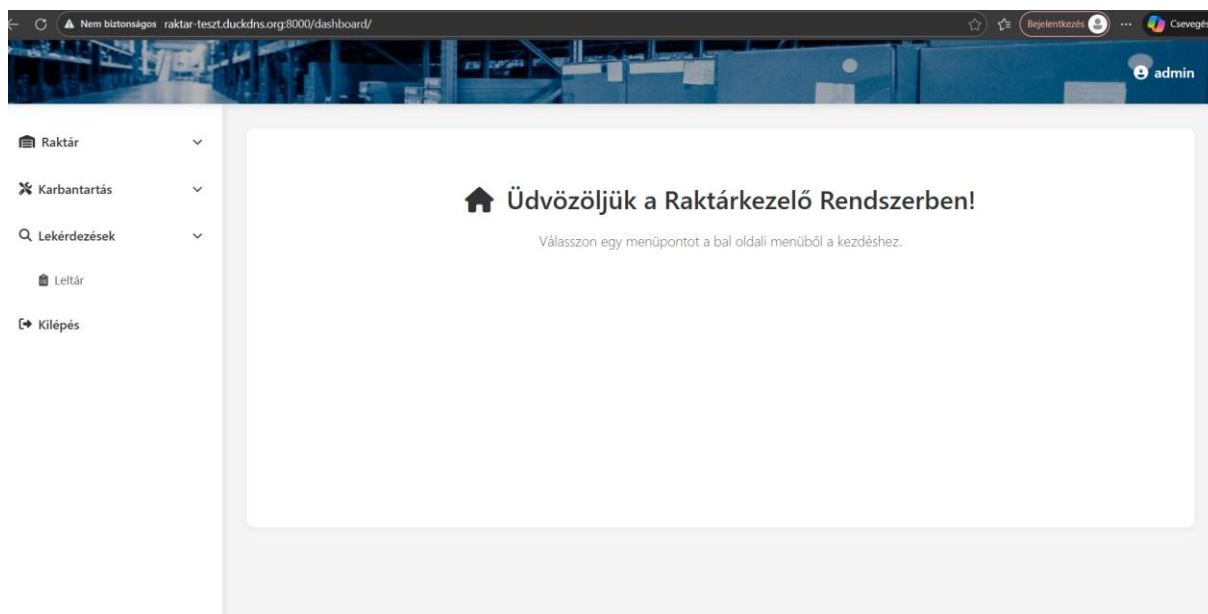 Nem biztonságos raktar-teszt.duckdns.org:8000/dashboard/ Bejelentkezés ... Csevegés
admin
Raktár
Karbantartás
Lekérdezések
Leltár
Kilépés
Üdvözöljük a Raktárkezelő Rendszerben!
Válasszon egy menüpontot a bal oldali menüből a kezdéshez.